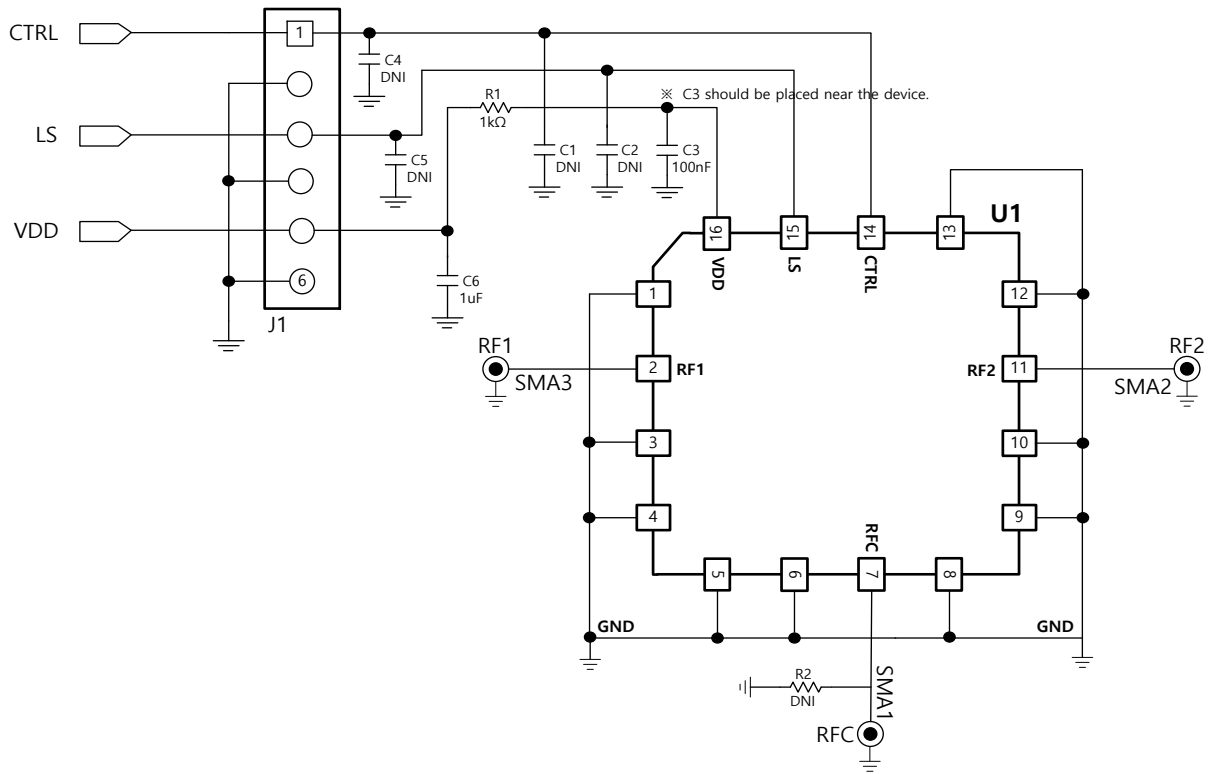 CTRL
1
C4
DNI
LS
C5
DNI
VDD
6
J1
R1
1kΩ
※ C3 should be placed near the device.
C1
DNI
C2
DNI
C3
100nF
C6
1uF
U1
16
15
14
13
VDD
LS
CTRL
1
12
RF1
SMA3
2
RF1
RF2
11
RF2
SMA2
3
10
4
9
RFC
5
6
7
8
GND
GND
R2
DNI
SMA1
RFC